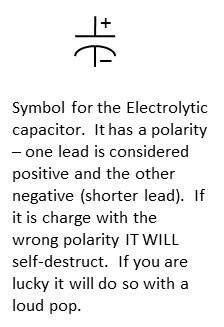 +
–
Symbol for the Electrolytic
capacitor.  It has a polarity
– one lead is considered
positive and the other
negative (shorter lead).  If
it is charge with the
wrong polarity IT WILL
self-destruct.  If you are
lucky it will do so with a
loud pop.